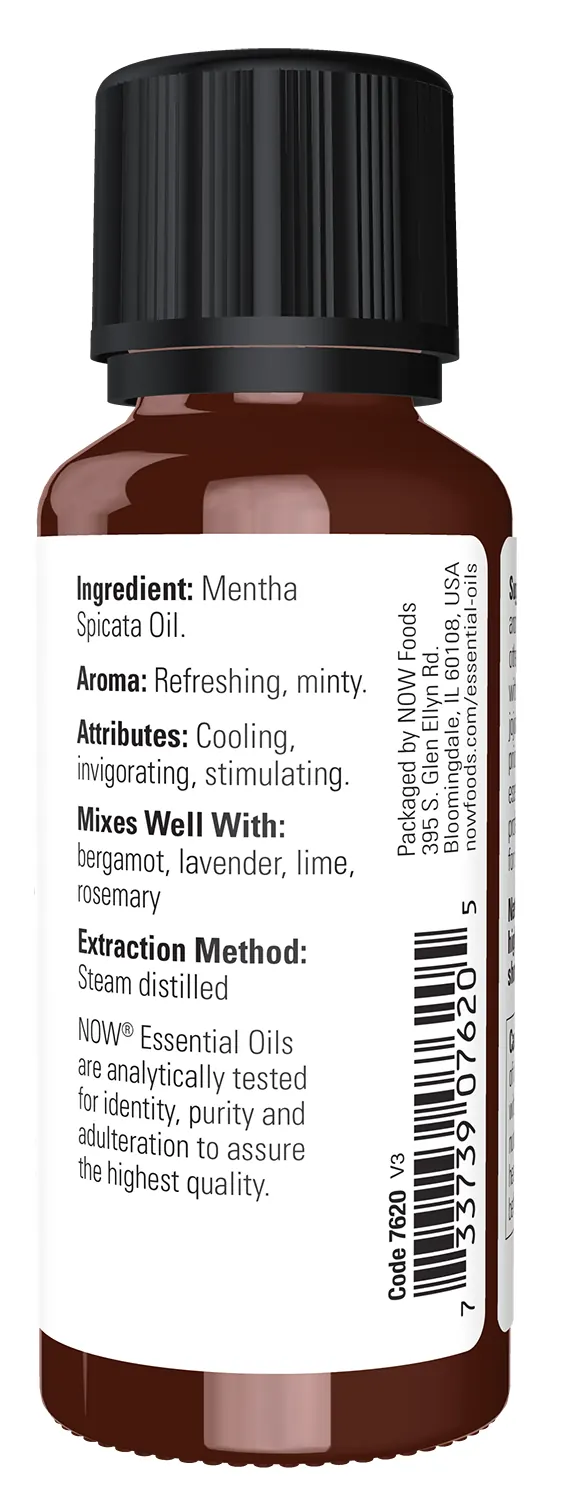 Ingredient: Mentha
Spicata Oil.
Aroma: Refreshing, minty.
Attributes: Cooling,
invigorating, stimulating.
Mixes Well With:
bergamot, lavender, lime,
rosemary
Extraction Method:
Steam distilled
NOW® Essential Oils
are analytically tested
for identity, purity and
adulteration to assure
the highest quality.
Packaged by NOW Foods
395 S. Glen Ellyn Rd.
Bloomingdale, IL 60108, USA
nowfoods.com/essential-oils
Code 7620 V3
7 33739 07620 5